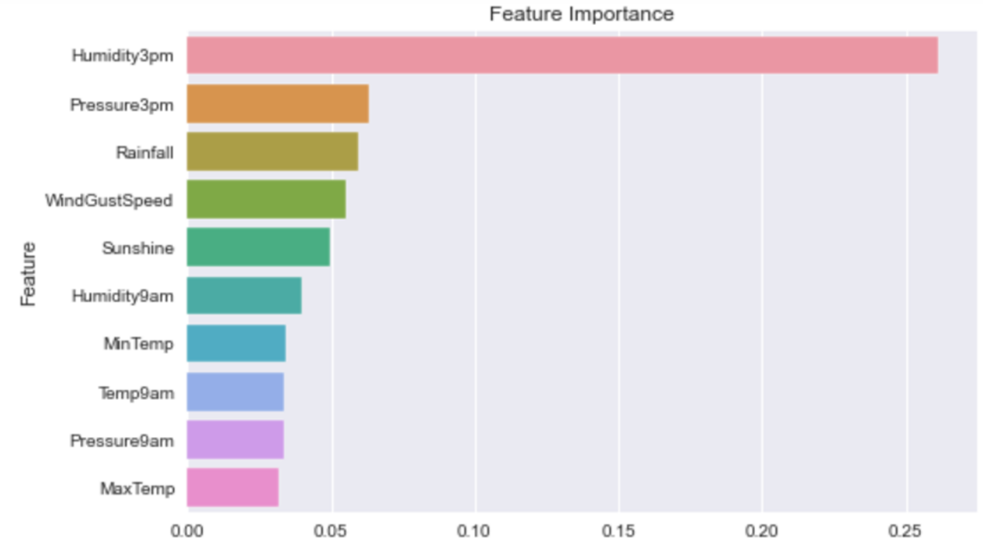 Feature Importance
Humidity3pm
Pressure3pm
Rainfall
WindGustSpeed
Sunshine
Humidity9am
MinTemp
Temp9am
Pressure9am
MaxTemp
Feature
0.00 0.05 0.10 0.15 0.20 0.25